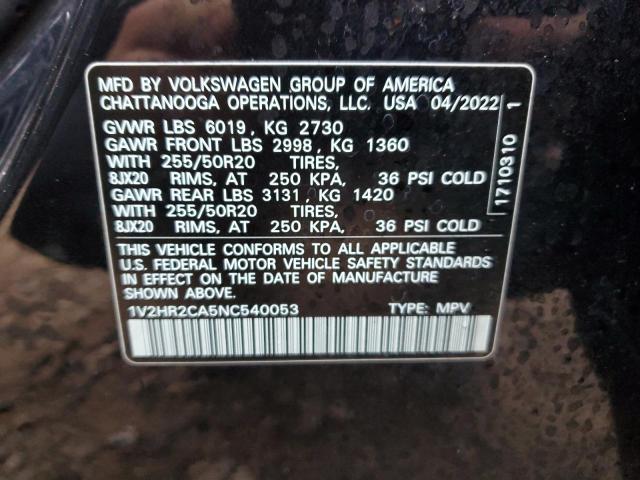 MFD BY VOLKSWAGEN GROUP OF AMERICA
CHATTANOOGA OPERATIONS, LLC. USA 04/2022
GVWR LBS 6019, KG 2730
GAWR FRONT LBS 2998, KG 1360
WITH 255/50R20 TIRES,
8JX20 RIMS, AT 250 KPA, 36 PSI COLD
GAWR REAR LBS 3131, KG 1420
WITH 255/50R20 TIRES,
8JX20 RIMS, AT 250 KPA, 36 PSI COLD
THIS VEHICLE CONFORMS TO ALL APPLICABLE
U.S. FEDERAL MOTOR VEHICLE SAFETY STANDARDS
IN EFFECT ON THE DATE OF MANUFACTURE
SHOWN ABOVE
1V2HR2CA5NC540053 TYPE: MPV
1710310 1